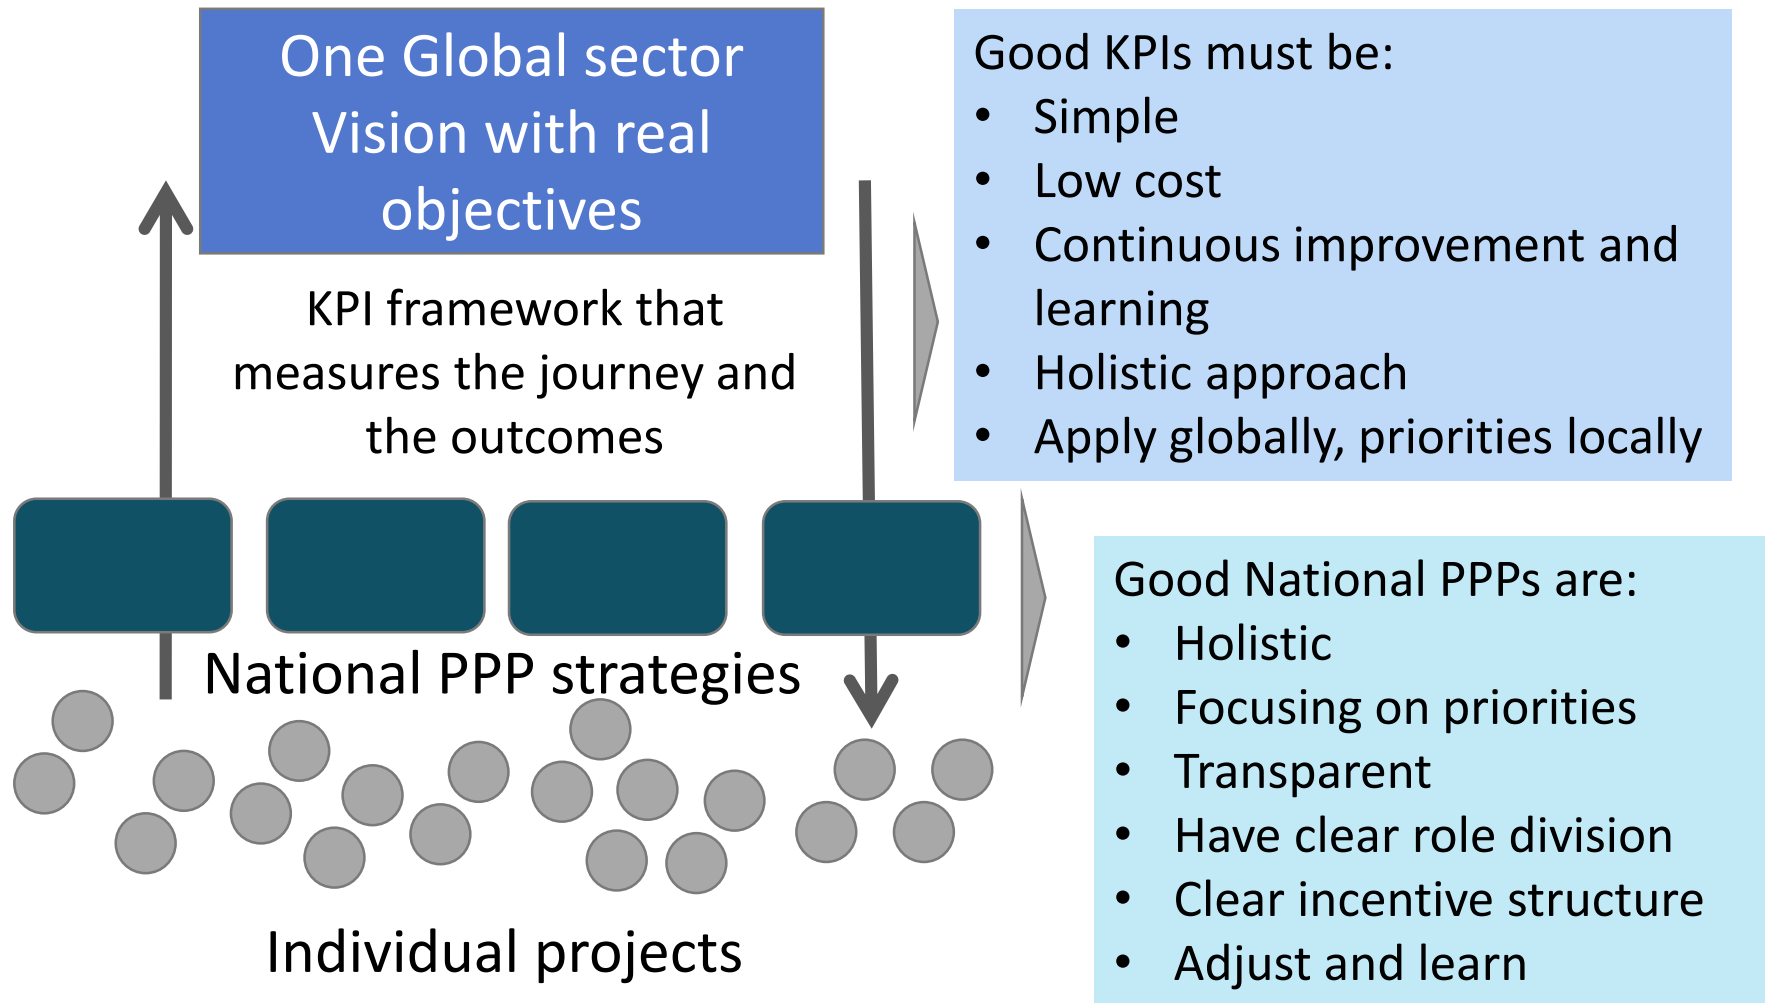 One Global sector
Vision with real
objectives
KPI framework that
measures the journey and
the outcomes
National PPP strategies
Individual projects
Good KPIs must be:
• Simple
• Low cost
• Continuous improvement and
learning
• Holistic approach
• Apply globally, priorities locally
Good National PPPs are:
• Holistic
• Focusing on priorities
• Transparent
• Have clear role division
• Clear incentive structure
• Adjust and learn